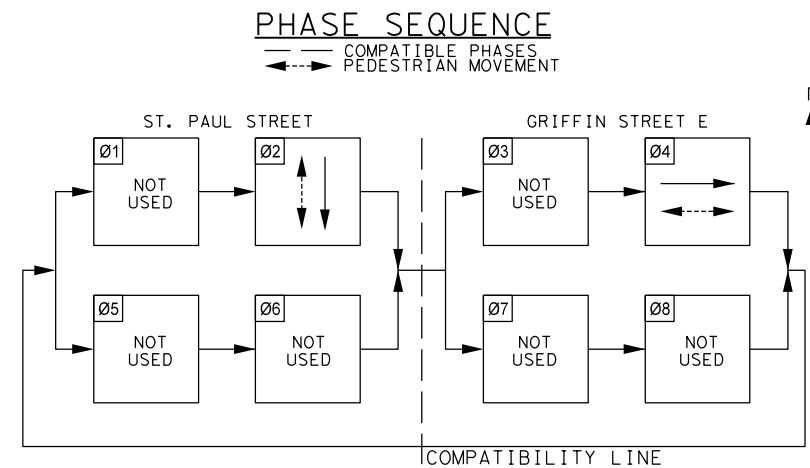 PHASE SEQUENCE
COMPATIBLE PHASES
PEDESTRIAN MOVEMENT
ST. PAUL STREET
GRIFFIN STREET E
Ø1
NOT
USED
Ø2
Ø3
NOT
USED
Ø4
Ø5
NOT
USED
Ø6
NOT
USED
Ø7
NOT
USED
Ø8
NOT
USED
COMPATIBILITY LINE